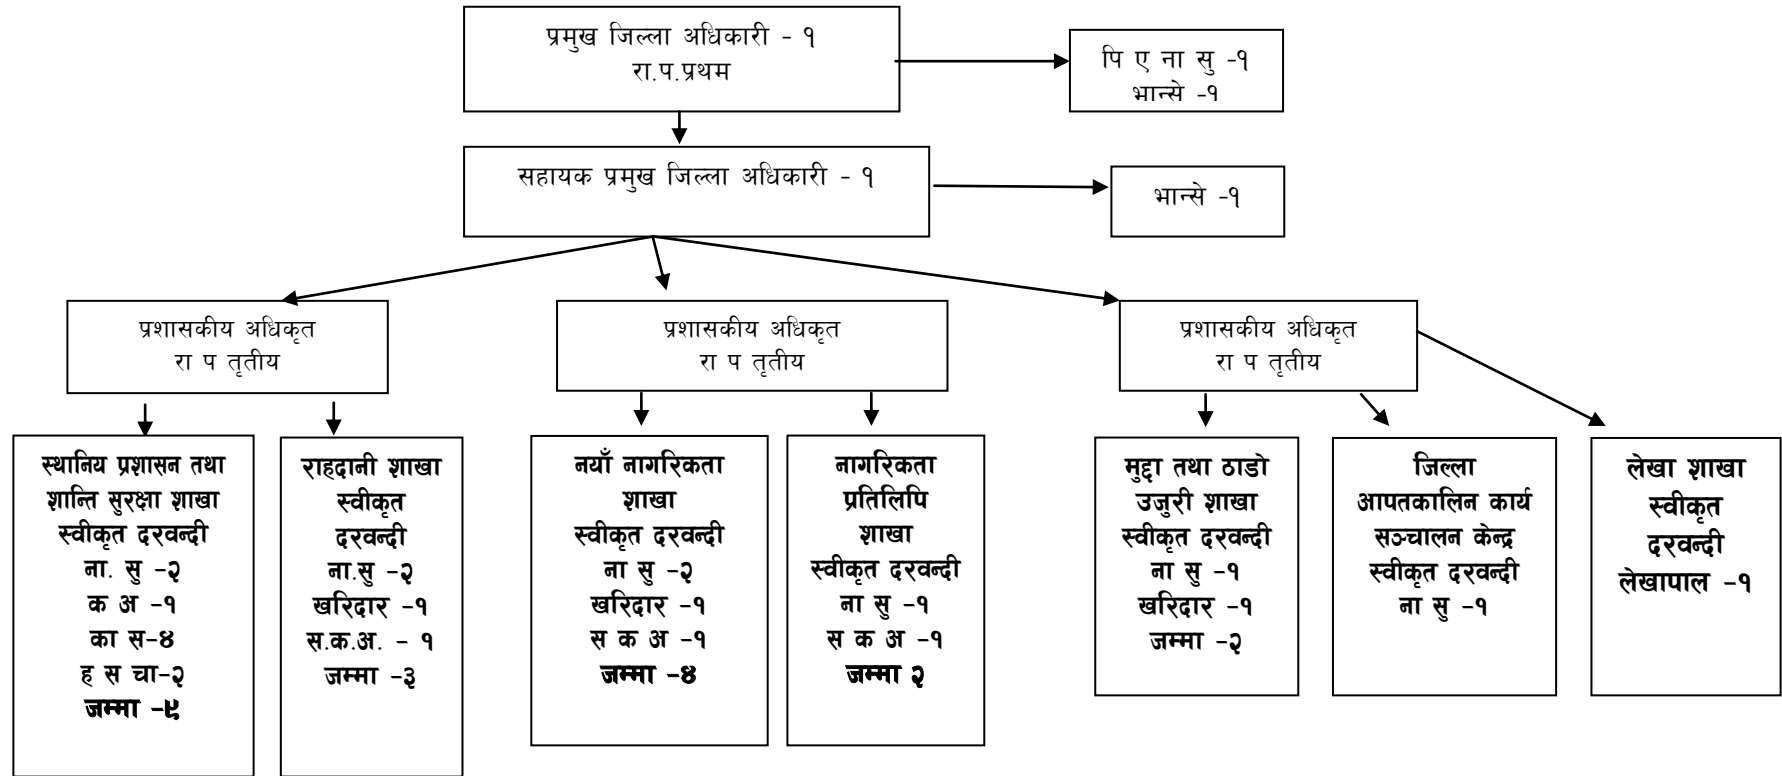 प्रमुख जिल्ला अधिकारी - १
रा.प.प्रथम
पि ए ना सु -१
भान्से -१
सहायक प्रमुख जिल्ला अधिकारी - १
भान्से -१
प्रशासकीय अधिकृत
रा प तृतीय
प्रशासकीय अधिकृत
रा प तृतीय
प्रशासकीय अधिकृत
रा प तृतीय
स्थानिय प्रशासन तथा
शान्ति सुरक्षा शाखा
स्वीकृत दरवन्दी
ना. सु -२
क अ -१
का स-४
ह स चा-२
जम्मा -९
राहदानी शाखा
स्वीकृत
दरवन्दी
ना.सु -२
खरिदार -१
स.क.अ. - १
जम्मा -३
नयाँ नागरिकता
शाखा
स्वीकृत दरवन्दी
ना सु -२
खरिदार -१
स क अ -१
जम्मा -४
नागरिकता
प्रतिलिपि
शाखा
स्वीकृत दरवन्दी
ना सु -१
स क अ -१
जम्मा २
मुद्दा तथा ठाडो
उजुरी शाखा
स्वीकृत दरवन्दी
ना सु -१
खरिदार -१
जम्मा -२
जिल्ला
आपतकालिन कार्य
सञ्चालन केन्द्र
स्वीकृत दरवन्दी
ना सु -१
लेखा शाखा
स्वीकृत
दरवन्दी
लेखापाल -१